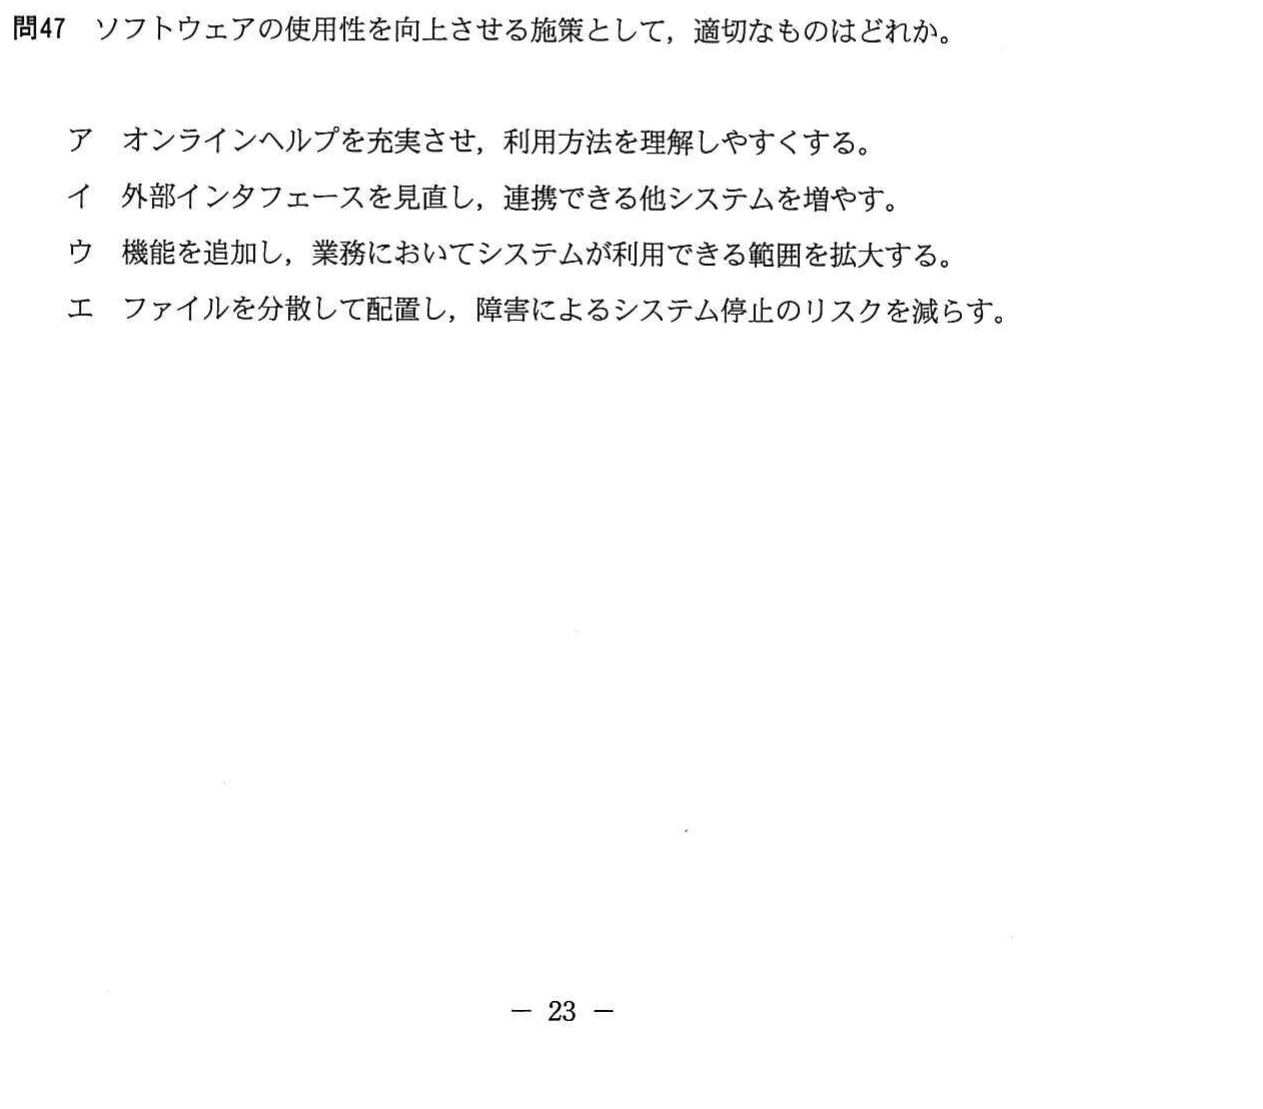 問47 ソフトウェアの使用性を向上させる施策として，適切なものはどれか。
ア オンラインヘルプを充実させ，利用方法を理解しやすくする。
イ 外部インタフェースを見直し，連携できる他システムを増やす。
ウ 機能を追加し，業務においてシステムが利用できる範囲を拡大する。
エ ファイルを分散して配置し，障害によるシステム停止のリスクを減らす。
－ 23 －